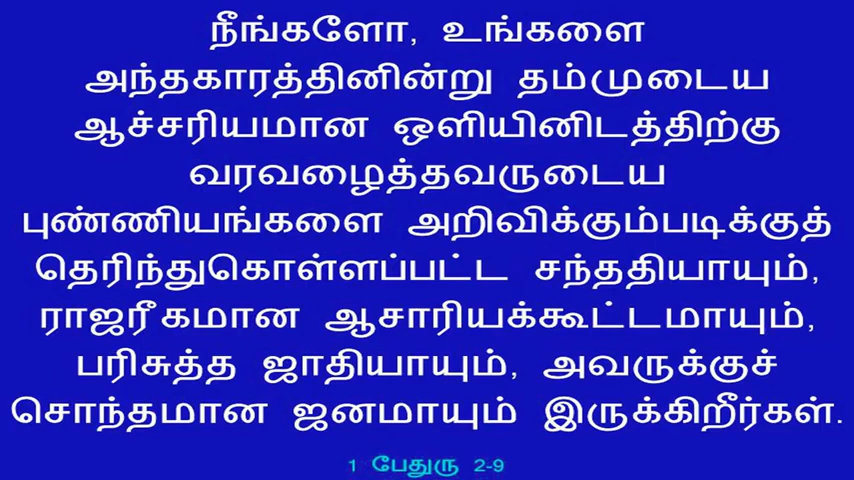 நீங்களோ, உங்களை
அந்தகாரத்தினின்று தம்முடைய
ஆச்சரியமான ஒளியினிடத்திற்கு
வரவழைத்தவருடைய
புண்ணியங்களை அறிவிக்கும்படிக்குத்
தெரிந்துகொள்ளப்பட்ட சந்ததியாயும்,
ராஜரீகமான ஆசாரியக்கூட்டமாயும்,
பரிசுத்த ஜாதியாயும், அவருக்குச்
சொந்தமான ஜனமாயும் இருக்கிறீர்கள்.
1 பேதுரு 2-9